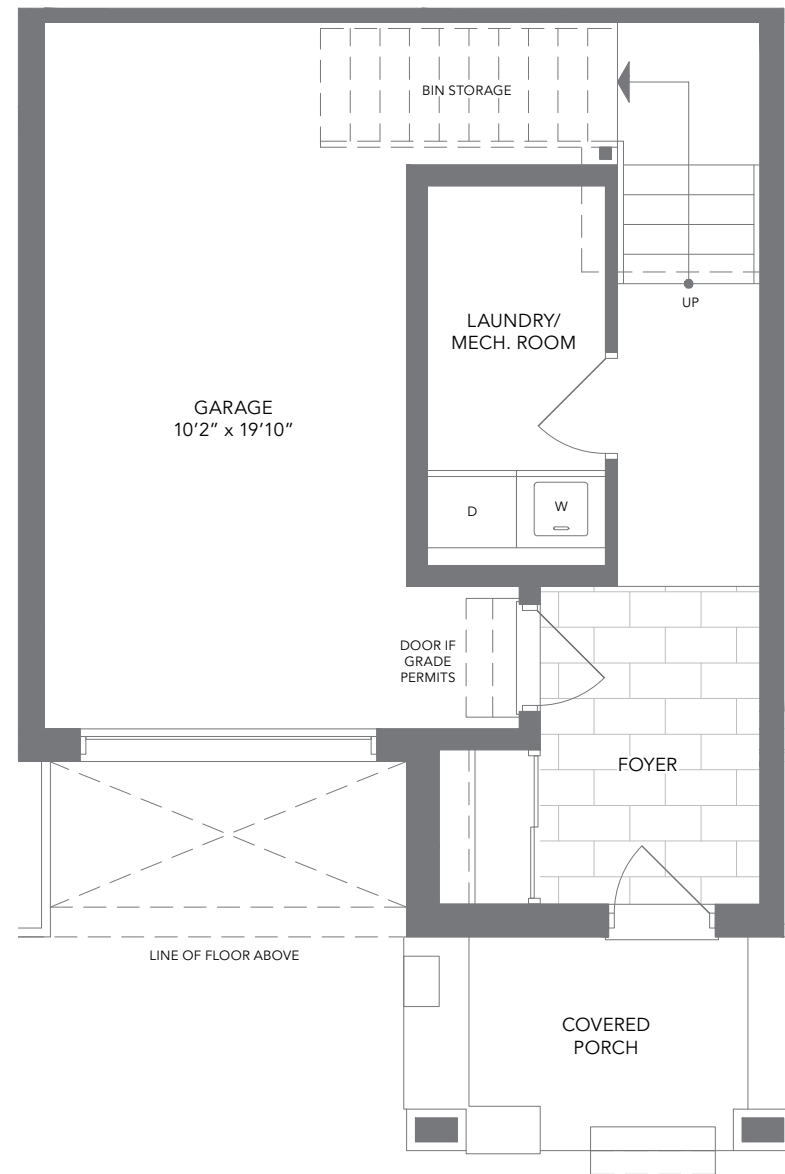 BIN STORAGE
UP
LAUNDRY/
MECH. ROOM
GARAGE
10’2” x 19’10”
D
W
DOOR IF
GRADE
PERMITS
FOYER
LINE OF FLOOR ABOVE
COVERED
PORCH